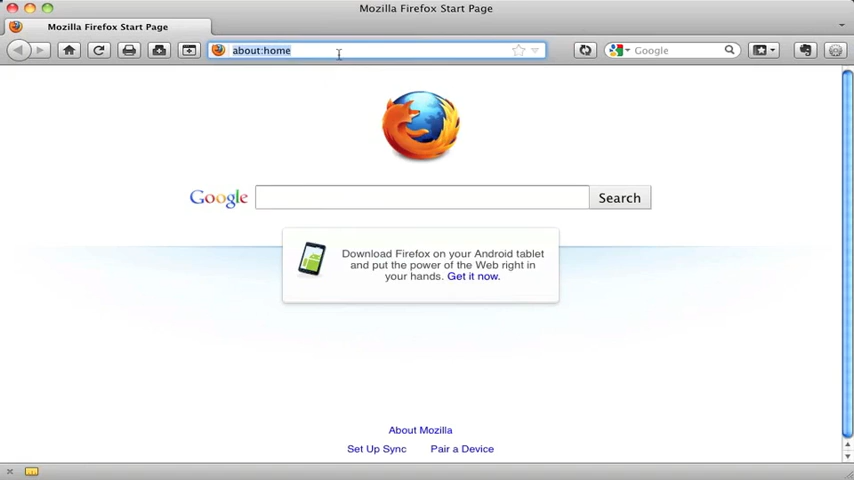 Mozilla Firefox Start Page
Mozilla Firefox Start Page
about:home
Google
Google
Search
Download Firefox on your Android tablet
and put the power of the Web right in
your hands. Get it now.
About Mozilla
Set Up Sync Pair a Device